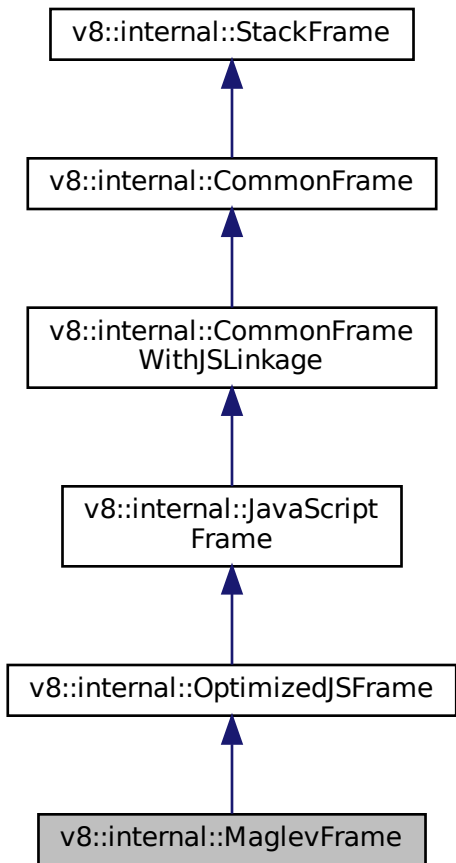 v8::internal::StackFrame
v8::internal::CommonFrame
v8::internal::CommonFrame
WithJSLinkage
v8::internal::JavaScript
Frame
v8::internal::OptimizedJSFrame
v8::internal::MaglevFrame